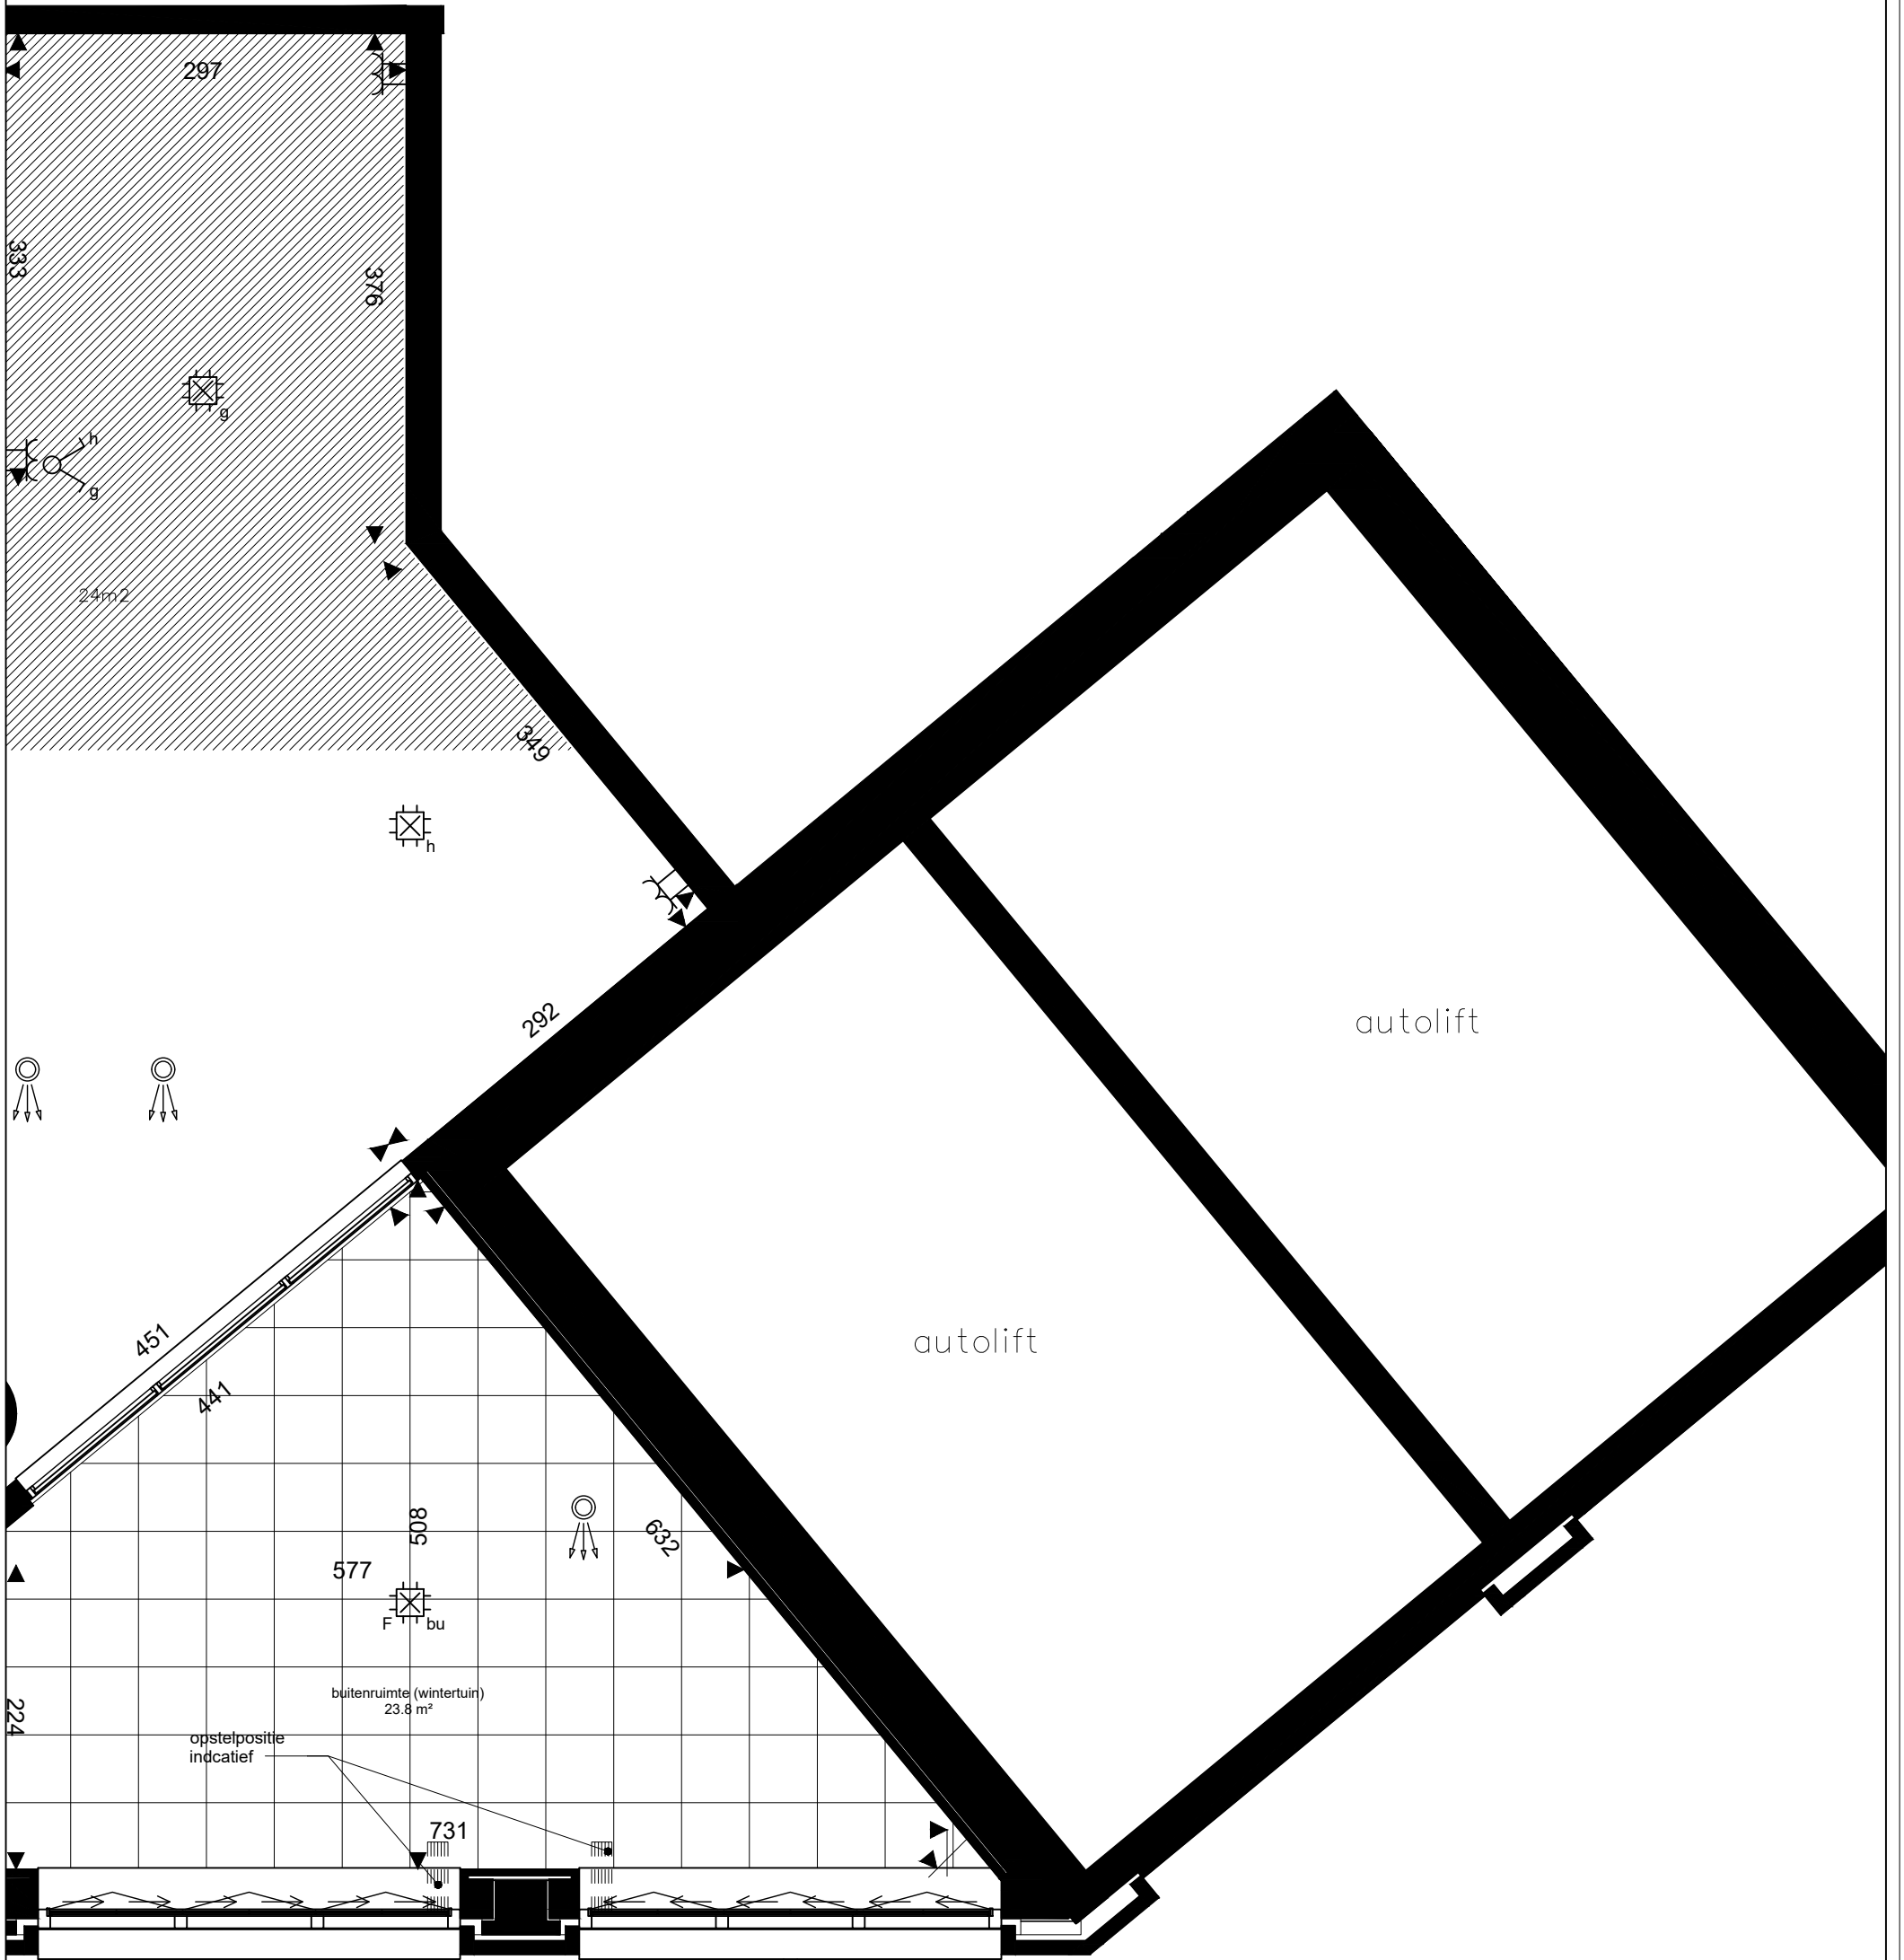 297
333
376
g
h
g
24m2
349
h
292
autolift
autolift
451
441
508
632
577
F
bu
buitenruimte (wintertuin)
23.8 m²
224
opstelpositie
indcatief
731